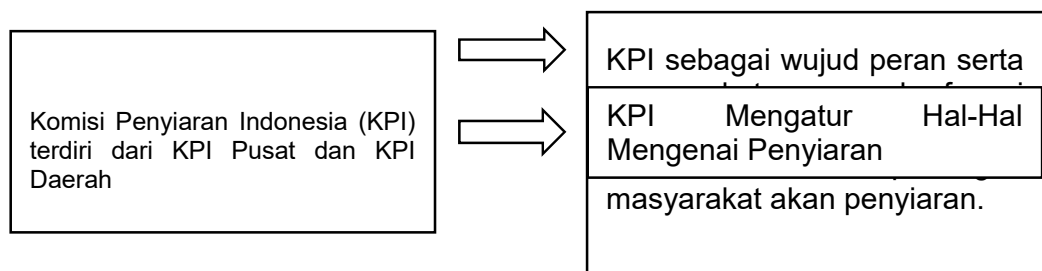 Komisi Penyiaran Indonesia (KPI)
terdiri dari KPI Pusat dan KPI
Daerah
KPI sebagai wujud peran serta
KPI Mengatur Hal-Hal
Mengenai Penyiaran
masyarakat akan penyiaran.